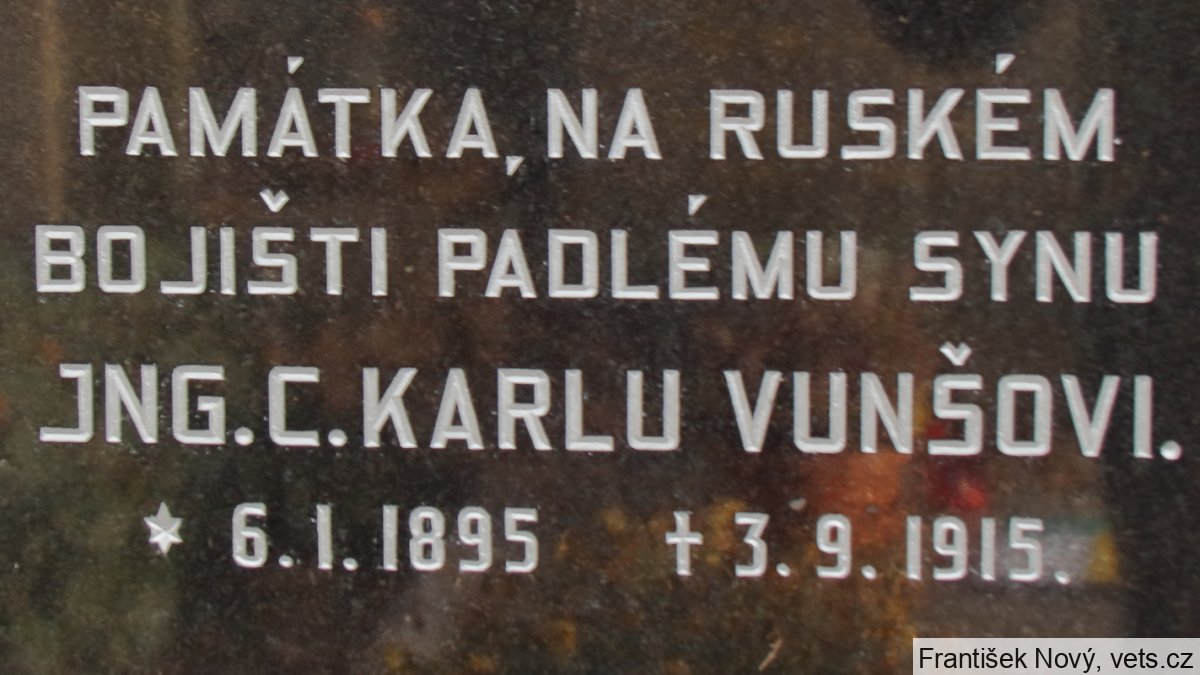 PAMÁTKA, NA RUSKÉM
BOJIŠTI PADLÉMU SYNU
JNG.C.KARLU VUNŠOVI.
* 6.1.1895 † 3.9.1915.
František Nový, vets.cz